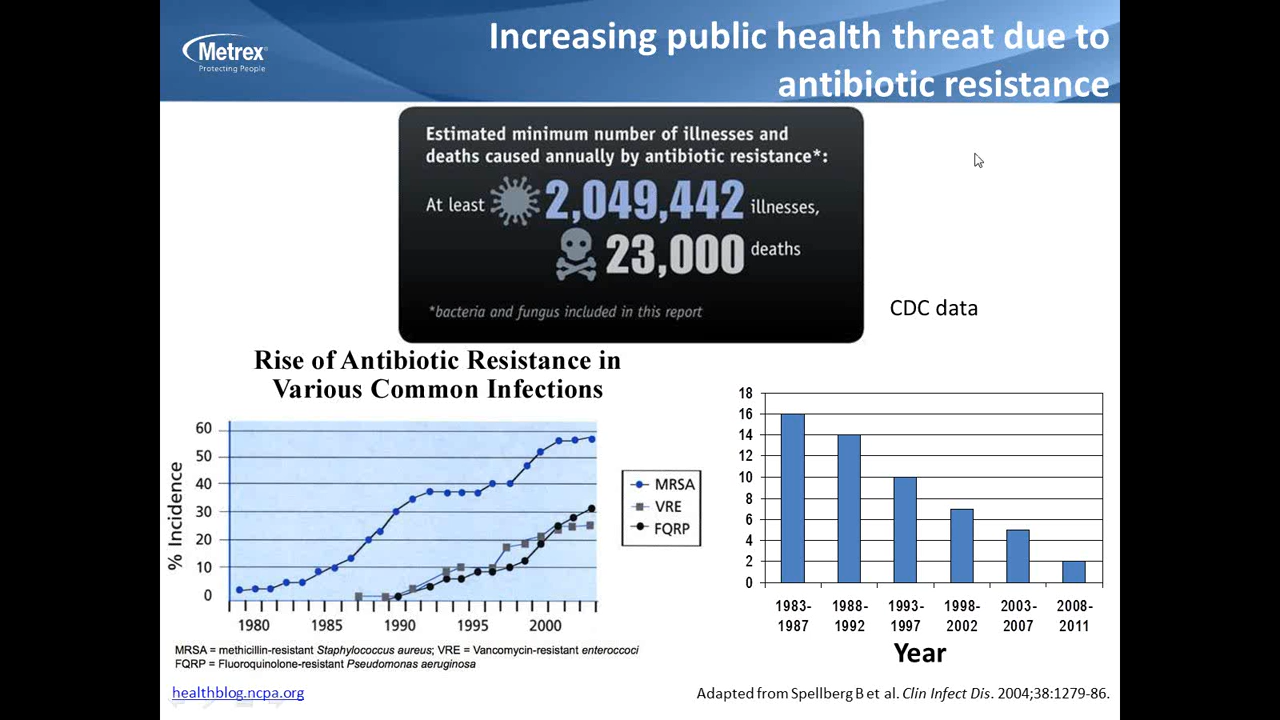 Metrex
Protecting People
Increasing public health threat due to
antibiotic resistance
Estimated minimum number of illnesses and
deaths caused annually by antibiotic resistance*:
At least 2,049,442 illnesses,
23,000 deaths
*bacteria and fungus included in this report
CDC data
Rise of Antibiotic Resistance in
Various Common Infections
% Incidence
60
50
40
30
20
10
0
1980 1985 1990 1995 2000
MRSA
VRE
FQRP
MRSA = methicillin-resistant Staphylococcus aureus; VRE = Vancomycin-resistant enteroccoci
FQRP = Fluoroquinolone-resistant Pseudomonas aeruginosa
healthblog.ncpa.org
18
16
14
12
10
8
6
4
2
0
1983- 1988- 1993- 1998- 2003- 2008-
1987 1992 1997 2002 2007 2011
Year
Adapted from Spellberg B et al. Clin Infect Dis. 2004;38:1279-86.